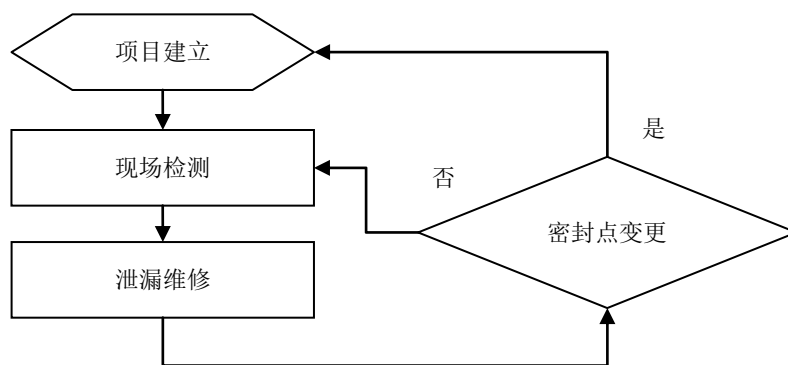 项目建立
是
现场检测
否
密封点变更
泄漏维修